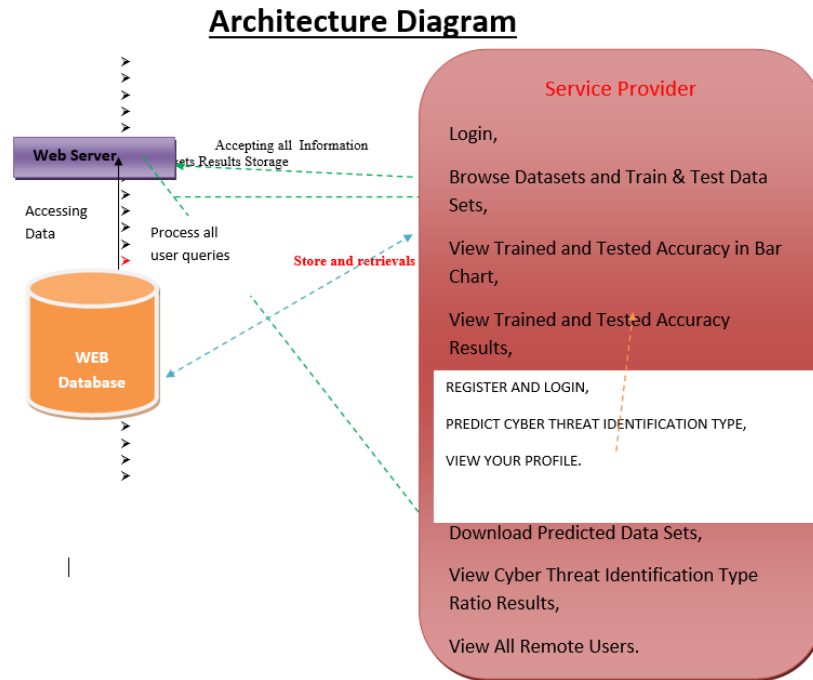 Architecture Diagram
Service Provider
Login,
Browse Datasets and Train & Test Data
Sets,
View Trained and Tested Accuracy in Bar
Chart,
View Trained and Tested Accuracy
Results,
REGISTER AND LOGIN,
PREDICT CYBER THREAT IDENTIFICATION TYPE,
VIEW YOUR PROFILE.
Download Predicted Data Sets,
View Cyber Threat Identification Type
Ratio Results,
View All Remote Users.
Accepting all Information
Results Storage
Web Server
Accessing
Data
Process all
user queries
Store and retrievals
WEB
Database